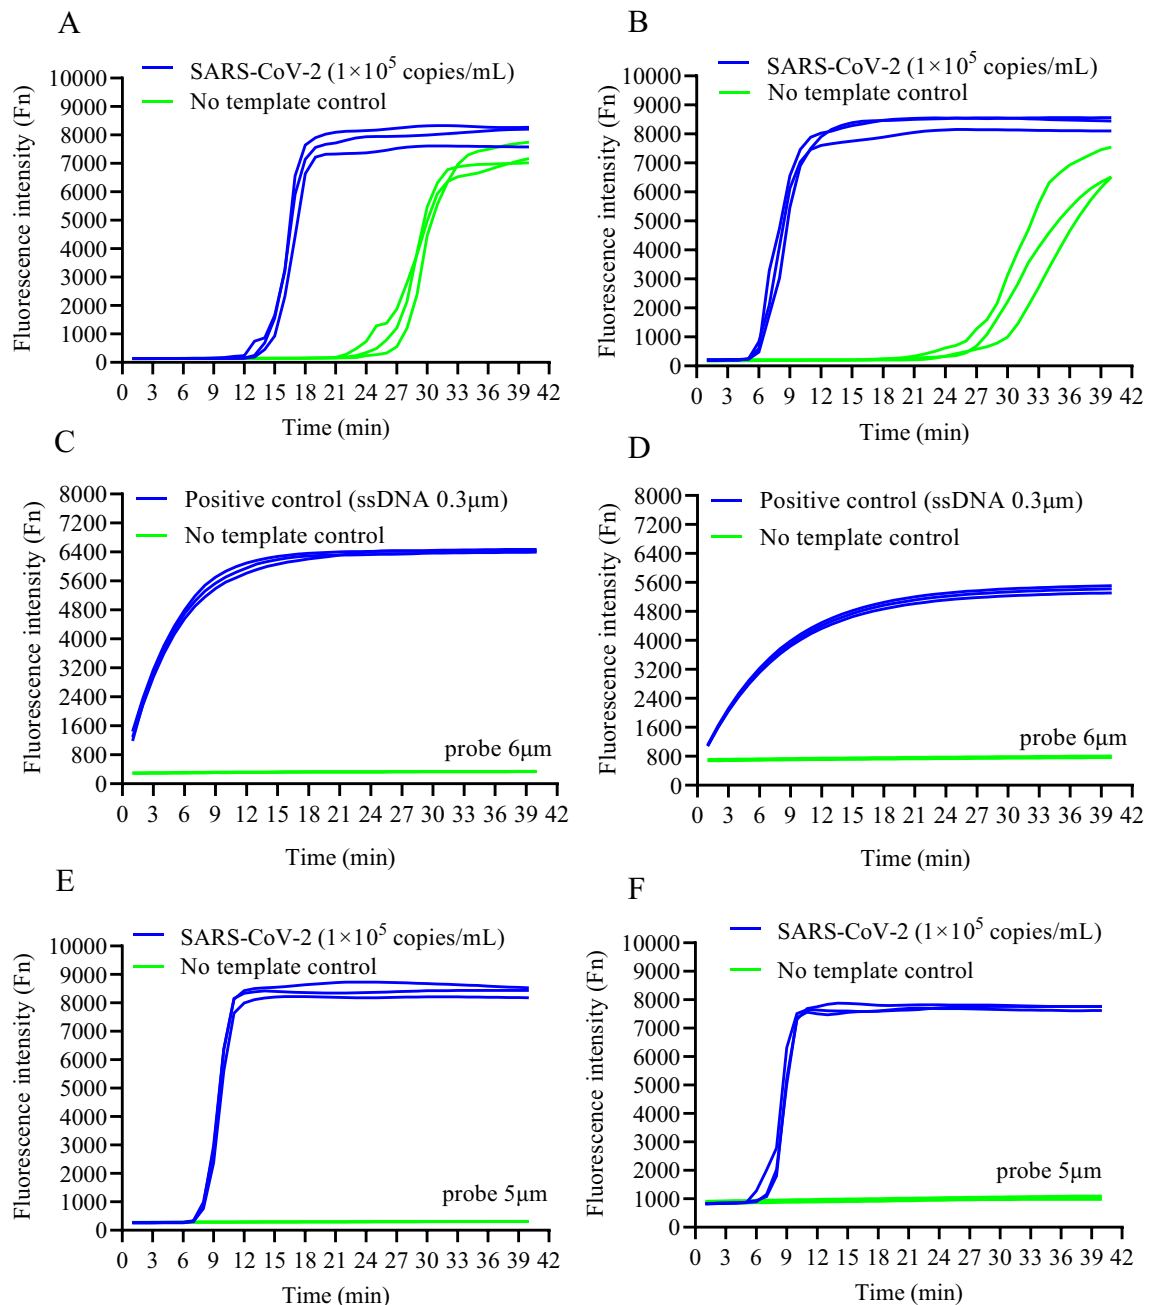 A
SARS-CoV-2 (1×10⁵ copies/mL)
No template control
Fluorescence intensity (Fn)
10000
9000
8000
7000
6000
5000
4000
3000
2000
1000
0
0 3 6 9 12 15 18 21 24 27 30 33 36 39 42
Time (min)
B
SARS-CoV-2 (1×10⁵ copies/mL)
No template control
Fluorescence intensity (Fn)
10000
9000
8000
7000
6000
5000
4000
3000
2000
1000
0
0 3 6 9 12 15 18 21 24 27 30 33 36 39 42
Time (min)
C
Positive control (ssDNA 0.3μm)
No template control
Fluorescence intensity (Fn)
8000
7200
6400
5600
4800
4000
3200
2400
1600
800
0
probe 6μm
0 3 6 9 12 15 18 21 24 27 30 33 36 39 42
Time (min)
D
Positive control (ssDNA 0.3μm)
No template control
Fluorescence intensity (Fn)
8000
7200
6400
5600
4800
4000
3200
2400
1600
800
0
probe 6μm
0 3 6 9 12 15 18 21 24 27 30 33 36 39 42
Time (min)
E
SARS-CoV-2 (1×10⁵ copies/mL)
No template control
Fluorescence intensity (Fn)
10000
9000
8000
7000
6000
5000
4000
3000
2000
1000
0
probe 5μm
0 3 6 9 12 15 18 21 24 27 30 33 36 39 42
Time (min)
F
SARS-CoV-2 (1×10⁵ copies/mL)
No template control
Fluorescence intensity (Fn)
10000
9000
8000
7000
6000
5000
4000
3000
2000
1000
0
probe 5μm
0 3 6 9 12 15 18 21 24 27 30 33 36 39 42
Time (min)